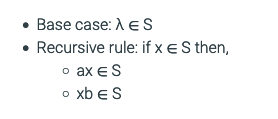 • Base case: λ ∈ S
• Recursive rule: if x ∈ S then,
○ ax ∈ S
○ xb ∈ S